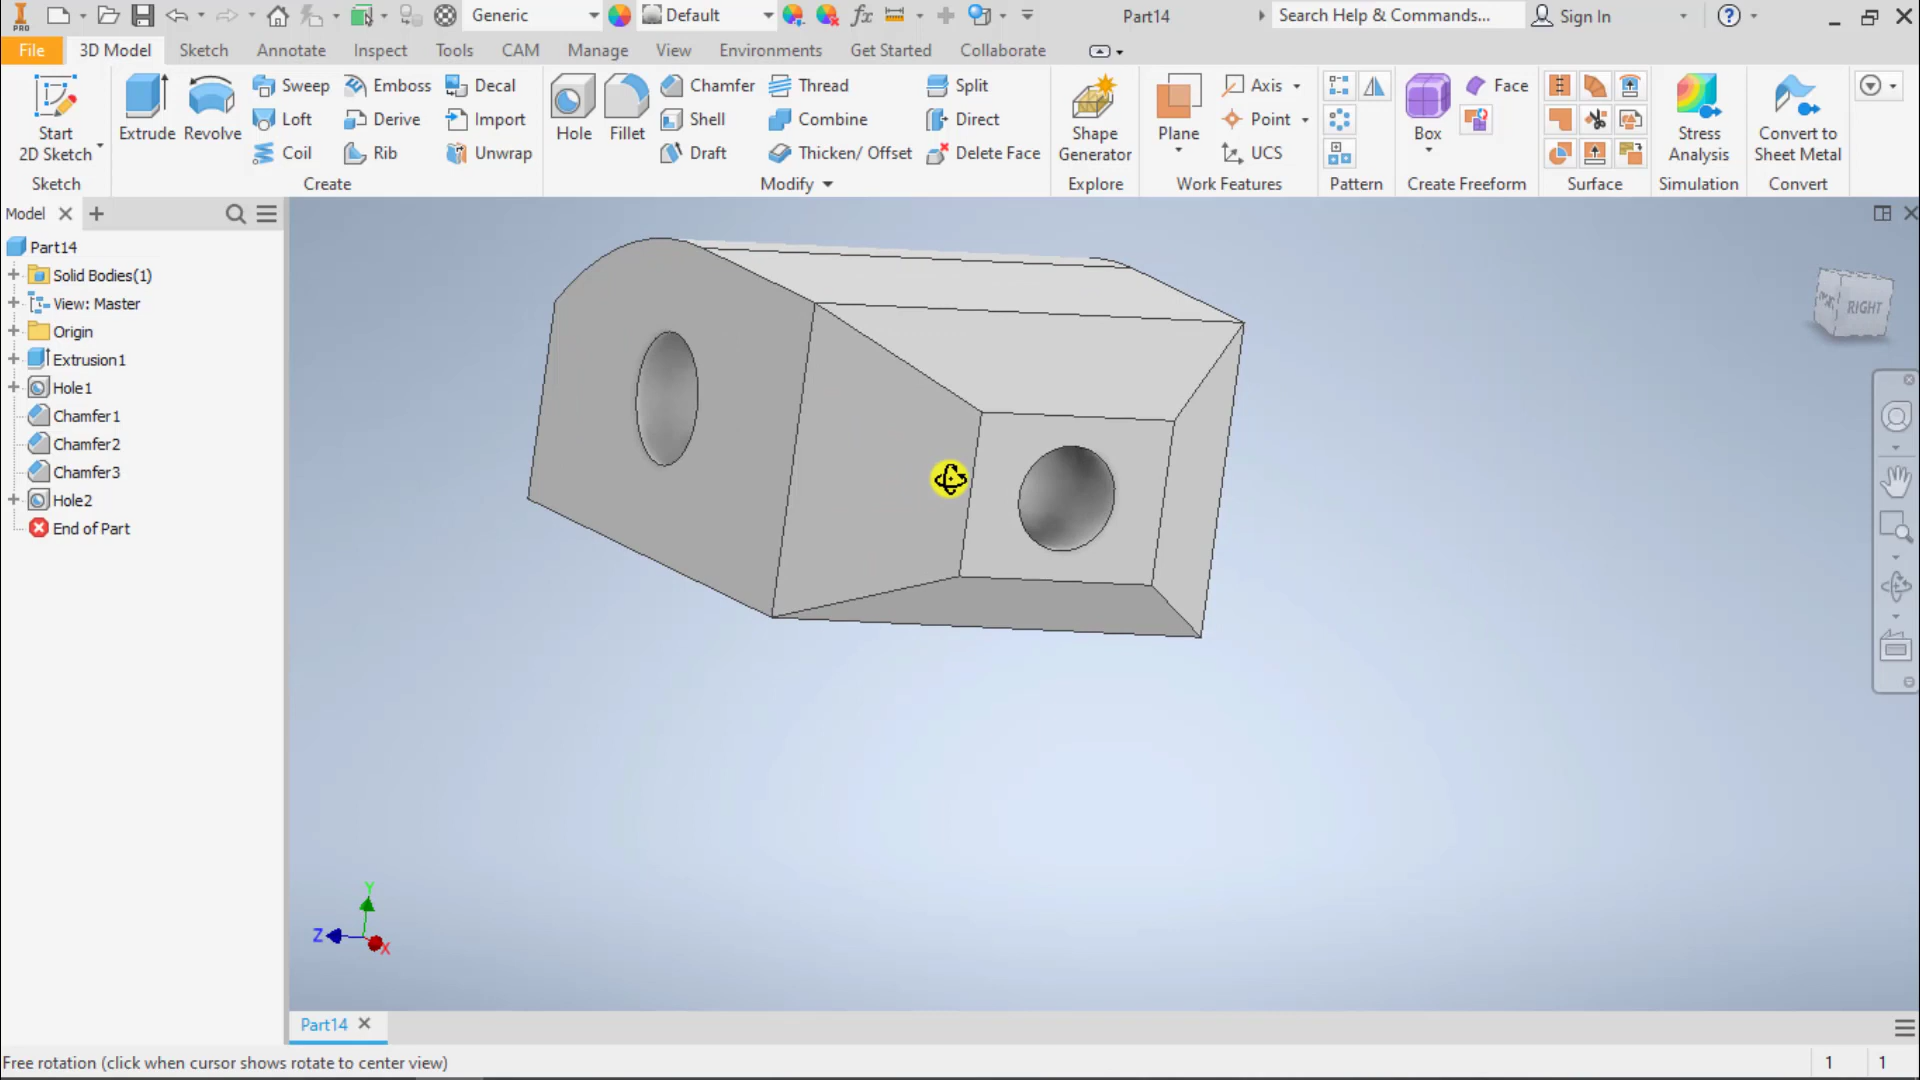 PRO Generic Default Part14 Search Help & Commands... Sign In
File 3D Model Sketch Annotate Inspect Tools CAM Manage View Environments Get Started Collaborate
Start
2D Sketch
Extrude Revolve
Sweep Emboss Decal
Loft Derive Import
Coil Rib Unwrap
Hole Fillet
Chamfer Thread Split
Shell Combine Direct
Draft Thicken/ Offset Delete Face
Shape
Generator
Plane
Axis
Point
UCS
Box Face
Stress
Analysis
Convert to
Sheet Metal
Sketch Create Modify Explore Work Features Pattern Create Freeform Surface Simulation Convert
Model
Part14
Solid Bodies(1)
View: Master
Origin
Extrusion1
Hole1
Chamfer1
Chamfer2
Chamfer3
Hole2
End of Part
RIGHT
Y
Z
X
Part14
Free rotation (click when cursor shows rotate to center view) 1 1